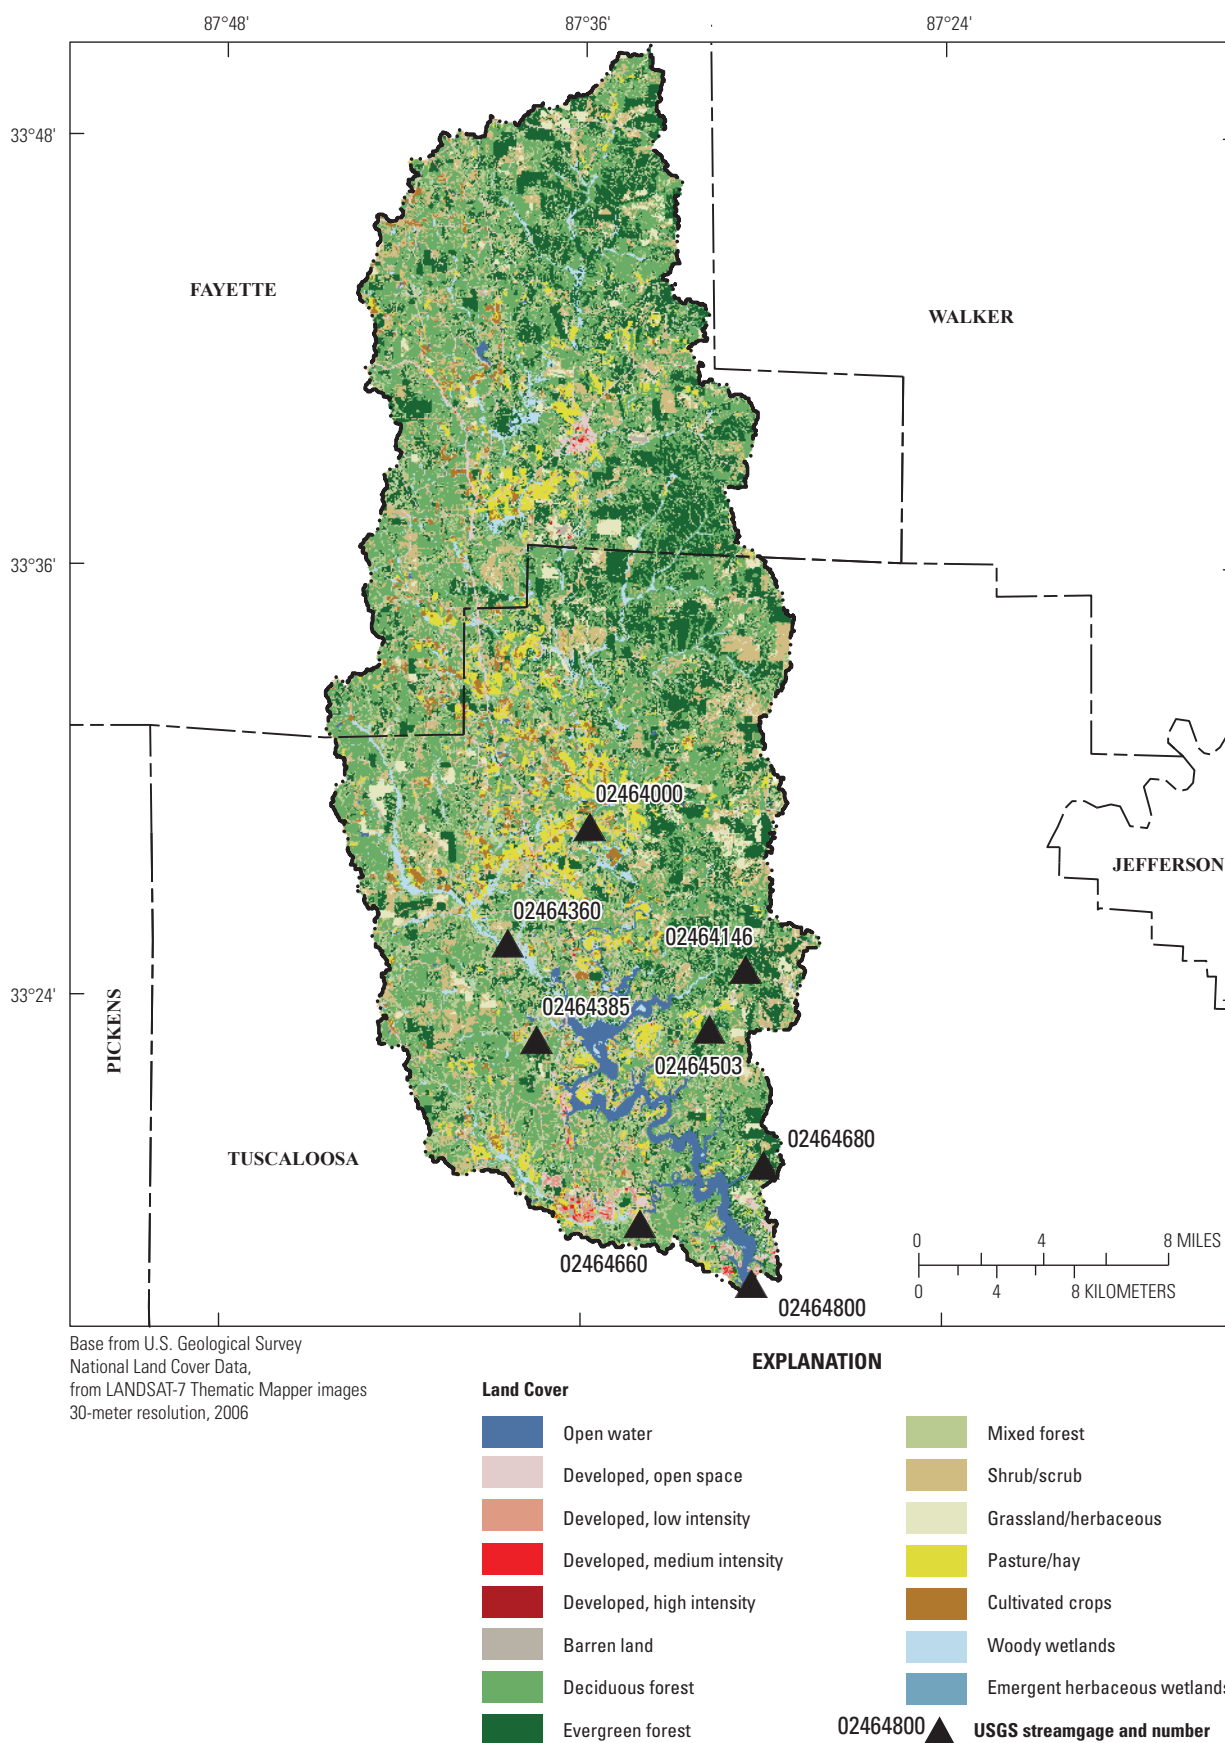 87°48'
87°36'
87°24'
33°48'
FAYETTE
WALKER
33°36'
02464000
JEFFERSON
02464360
02464146
33°24'
02464385
PICKENS
02464503
02464680
TUSCALOOSA
0 4 8 MILES
02464660
0 4 8 KILOMETERS
02464800
Base from U.S. Geological Survey
National Land Cover Data,
from LANDSAT-7 Thematic Mapper images
30-meter resolution, 2006
EXPLANATION
Land Cover
Open water
Developed, open space
Developed, low intensity
Developed, medium intensity
Developed, high intensity
Barren land
Deciduous forest
Evergreen forest
Mixed forest
Shrub/scrub
Grassland/herbaceous
Pasture/hay
Cultivated crops
Woody wetlands
Emergent herbaceous wetlands
02464800 USGS streamgage and number